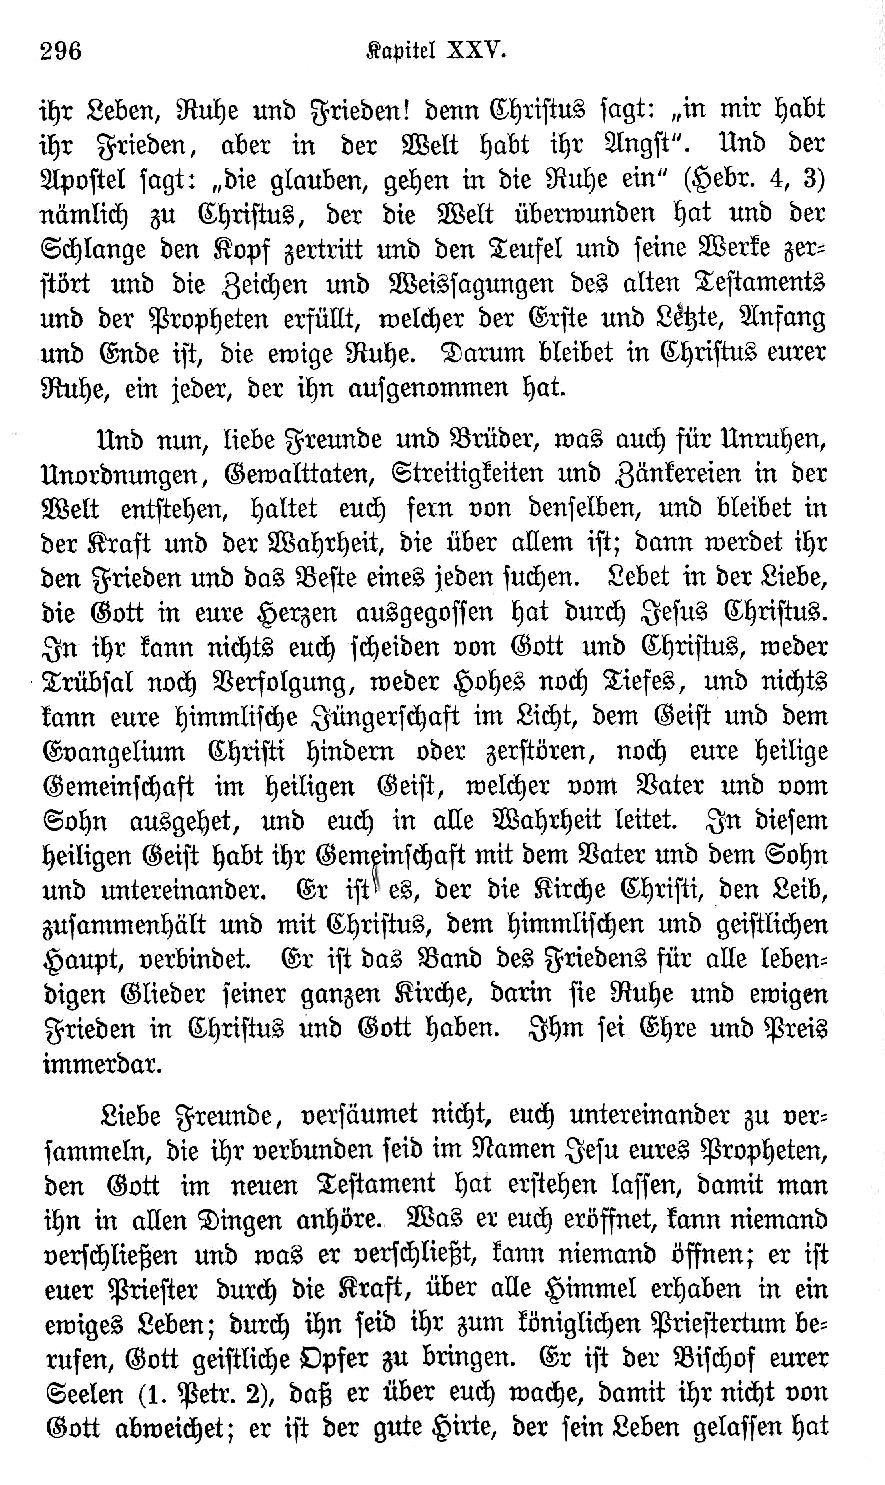 296 Kapitel XXV.
ihr Leben, Ruhe und Frieden! denn Christus sagt: „in mir habt
ihr Frieden, aber in der Welt habt ihr Angst“. Und der
Apostel sagt: „die glauben, gehen in die Ruhe ein“ (Hebr. 4, 3)
nämlich zu Christus, der die Welt überwunden hat und der
Schlange den Kopf zertritt und den Teufel und seine Werke zer-
stört und die Zeichen und Weissagungen des alten Testaments
und der Propheten erfüllt, welcher der Erste und Letzte, Anfang
und Ende ist, die ewige Ruhe. Darum bleibet in Christus eurer
Ruhe, ein jeder, der ihn aufgenommen hat.
Und nun, liebe Freunde und Brüder, was auch für Unruhen,
Unordnungen, Gewalttaten, Streitigkeiten und Zänkereien in der
Welt entstehen, haltet euch fern von denselben, und bleibet in
der Kraft und der Wahrheit, die über allem ist; dann werdet ihr
den Frieden und das Beste eines jeden suchen. Lebet in der Liebe,
die Gott in eure Herzen ausgegossen hat durch Jesus Christus.
In ihr kann nichts euch scheiden von Gott und Christus, weder
Trübsal noch Verfolgung, weder Hohes noch Tiefes, und nichts
kann eure himmlische Jüngerschaft im Licht, dem Geist und dem
Evangelium Christi hindern oder zerstören, noch eure heilige
Gemeinschaft im heiligen Geist, welcher vom Vater und vom
Sohn ausgehet, und euch in alle Wahrheit leitet. In diesem
heiligen Geist habt ihr Gemeinschaft mit dem Vater und dem Sohn
und untereinander. Er ist es, der die Kirche Christi, den Leib,
zusammenhält und mit Christus, dem himmlischen und geistlichen
Haupt, verbindet. Er ist das Band des Friedens für alle leben-
digen Glieder seiner ganzen Kirche, darin sie Ruhe und ewigen
Frieden in Christus und Gott haben. Ihm sei Ehre und Preis
immerdar.
Liebe Freunde, versäumet nicht, euch untereinander zu ver-
sammeln, die ihr verbunden seid im Namen Jesu eures Propheten,
den Gott im neuen Testament hat erstehen lassen, damit man
ihn in allen Dingen anhöre. Was er euch eröffnet, kann niemand
verschließen und was er verschließt, kann niemand öffnen; er ist
euer Priester durch die Kraft, über alle Himmel erhaben in ein
ewiges Leben; durch ihn seid ihr zum königlichen Priestertum be-
rufen, Gott geistliche Opfer zu bringen. Er ist der Bischof eurer
Seelen (1. Petr. 2), daß er über euch wache, damit ihr nicht von
Gott abweichet; er ist der gute Hirte, der sein Leben gelassen hat